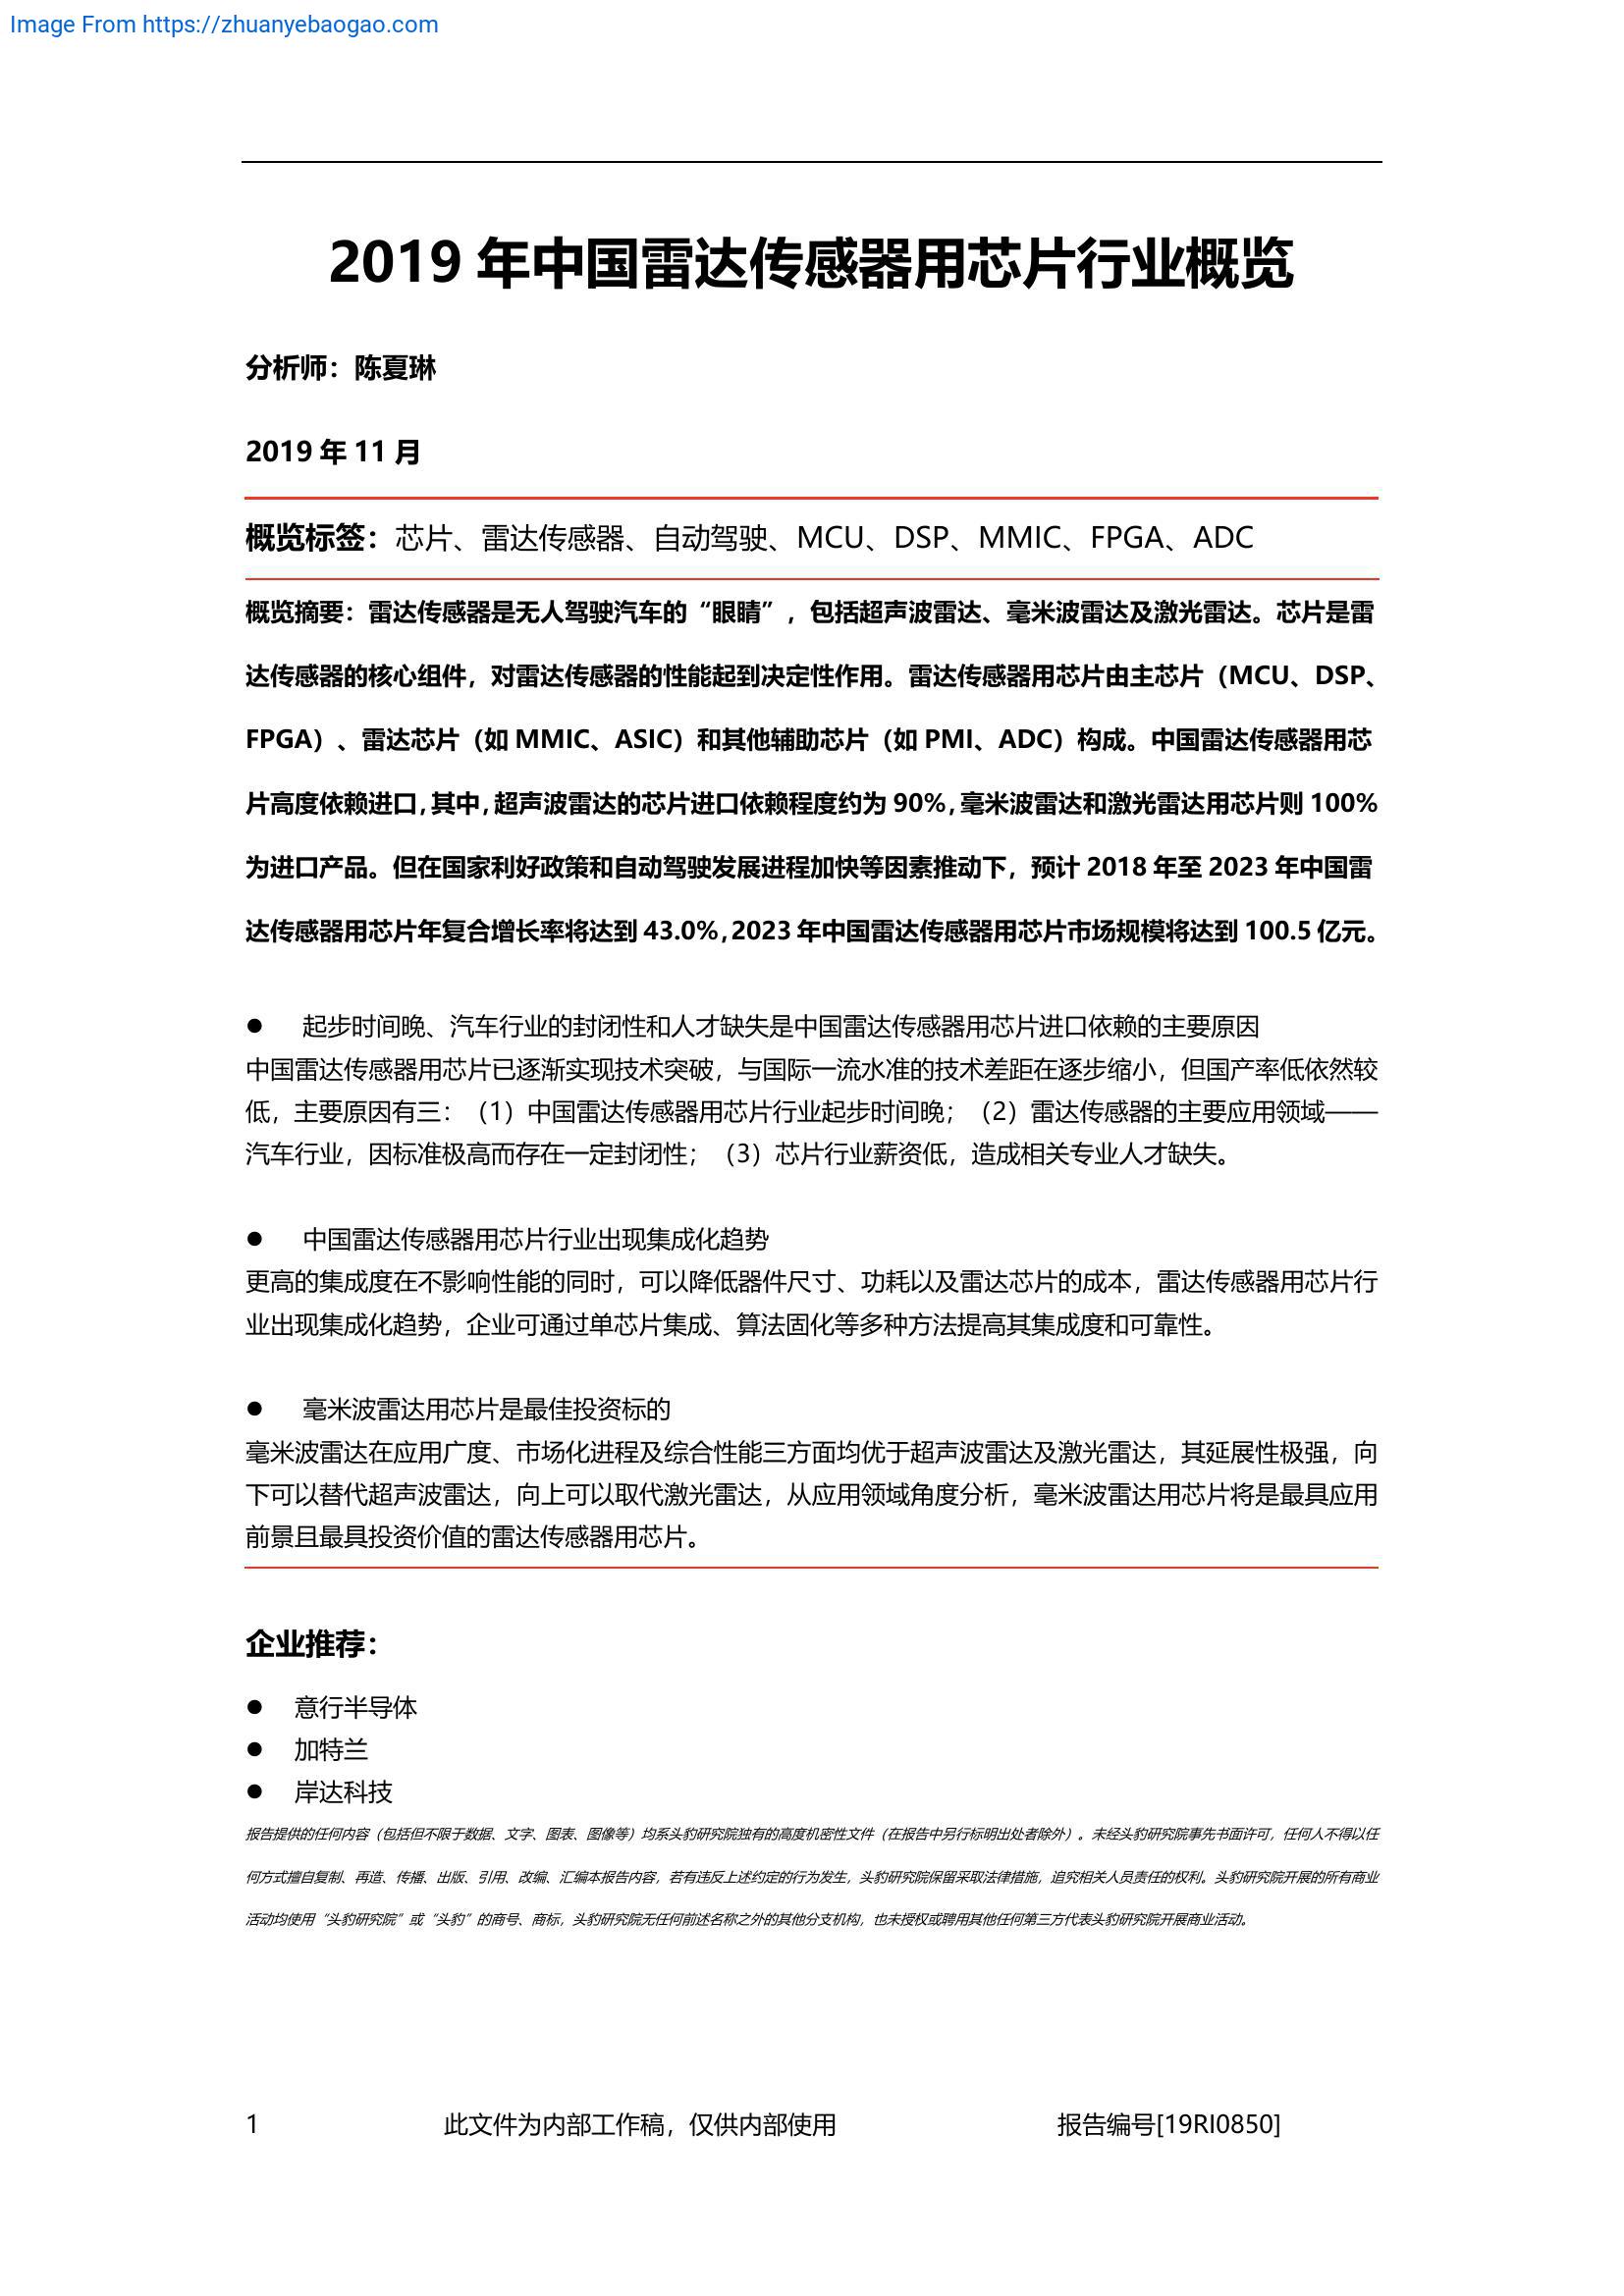 Image From https://zhuanyebaogao.com
2019 年中国雷达传感器用芯片行业概览
分析师：陈夏琳
2019 年 11 月
概览标签：芯片、雷达传感器、自动驾驶、MCU、DSP、MMIC、FPGA、ADC
概览摘要：雷达传感器是无人驾驶汽车的“眼睛”，包括超声波雷达、毫米波雷达及激光雷达。芯片是雷
达传感器的核心组件，对雷达传感器的性能起到决定性作用。雷达传感器用芯片由主芯片（MCU、DSP、
FPGA）、雷达芯片（如 MMIC、ASIC）和其他辅助芯片（如 PMI、ADC）构成。中国雷达传感器用芯
片高度依赖进口，其中，超声波雷达的芯片进口依赖程度约为 90%，毫米波雷达和激光雷达用芯片则 100%
为进口产品。但在国家利好政策和自动驾驶发展进程加快等因素推动下，预计 2018 年至 2023 年中国雷
达传感器用芯片年复合增长率将达到 43.0%，2023 年中国雷达传感器用芯片市场规模将达到 100.5 亿元。
● 起步时间晚、汽车行业的封闭性和人才缺失是中国雷达传感器用芯片进口依赖的主要原因
中国雷达传感器用芯片已逐渐实现技术突破，与国际一流水准的技术差距在逐步缩小，但国产率低依然较
低，主要原因有三：（1）中国雷达传感器用芯片行业起步时间晚；（2）雷达传感器的主要应用领域——
汽车行业，因标准极高而存在一定封闭性；（3）芯片行业薪资低，造成相关专业人才缺失。
● 中国雷达传感器用芯片行业出现集成化趋势
更高的集成度在不影响性能的同时，可以降低器件尺寸、功耗以及雷达芯片的成本，雷达传感器用芯片行
业出现集成化趋势，企业可通过单芯片集成、算法固化等多种方法提高其集成度和可靠性。
● 毫米波雷达用芯片是最佳投资标的
毫米波雷达在应用广度、市场化进程及综合性能三方面均优于超声波雷达及激光雷达，其延展性极强，向
下可以替代超声波雷达，向上可以取代激光雷达，从应用领域角度分析，毫米波雷达用芯片将是最具应用
前景且最具投资价值的雷达传感器用芯片。
企业推荐：
● 意行半导体
● 加特兰
● 岸达科技
报告提供的任何内容（包括但不限于数据、文字、图表、图像等）均系头豹研究院独有的高度机密性文件（在报告中另行标明出处者除外）。未经头豹研究院事先书面许可，任何人不得以任
何方式擅自复制、再造、传播、出版、引用、改编、汇编本报告内容，若有违反上述约定的行为发生，头豹研究院保留采取法律措施，追究相关人员责任的权利。头豹研究院开展的所有商业
活动均使用“头豹研究院”或“头豹”的商号、商标，头豹研究院无任何前述名称之外的其他分支机构，也未授权或聘用其他任何第三方代表头豹研究院开展商业活动。
1 此文件为内部工作稿，仅供内部使用 报告编号[19RI0850]